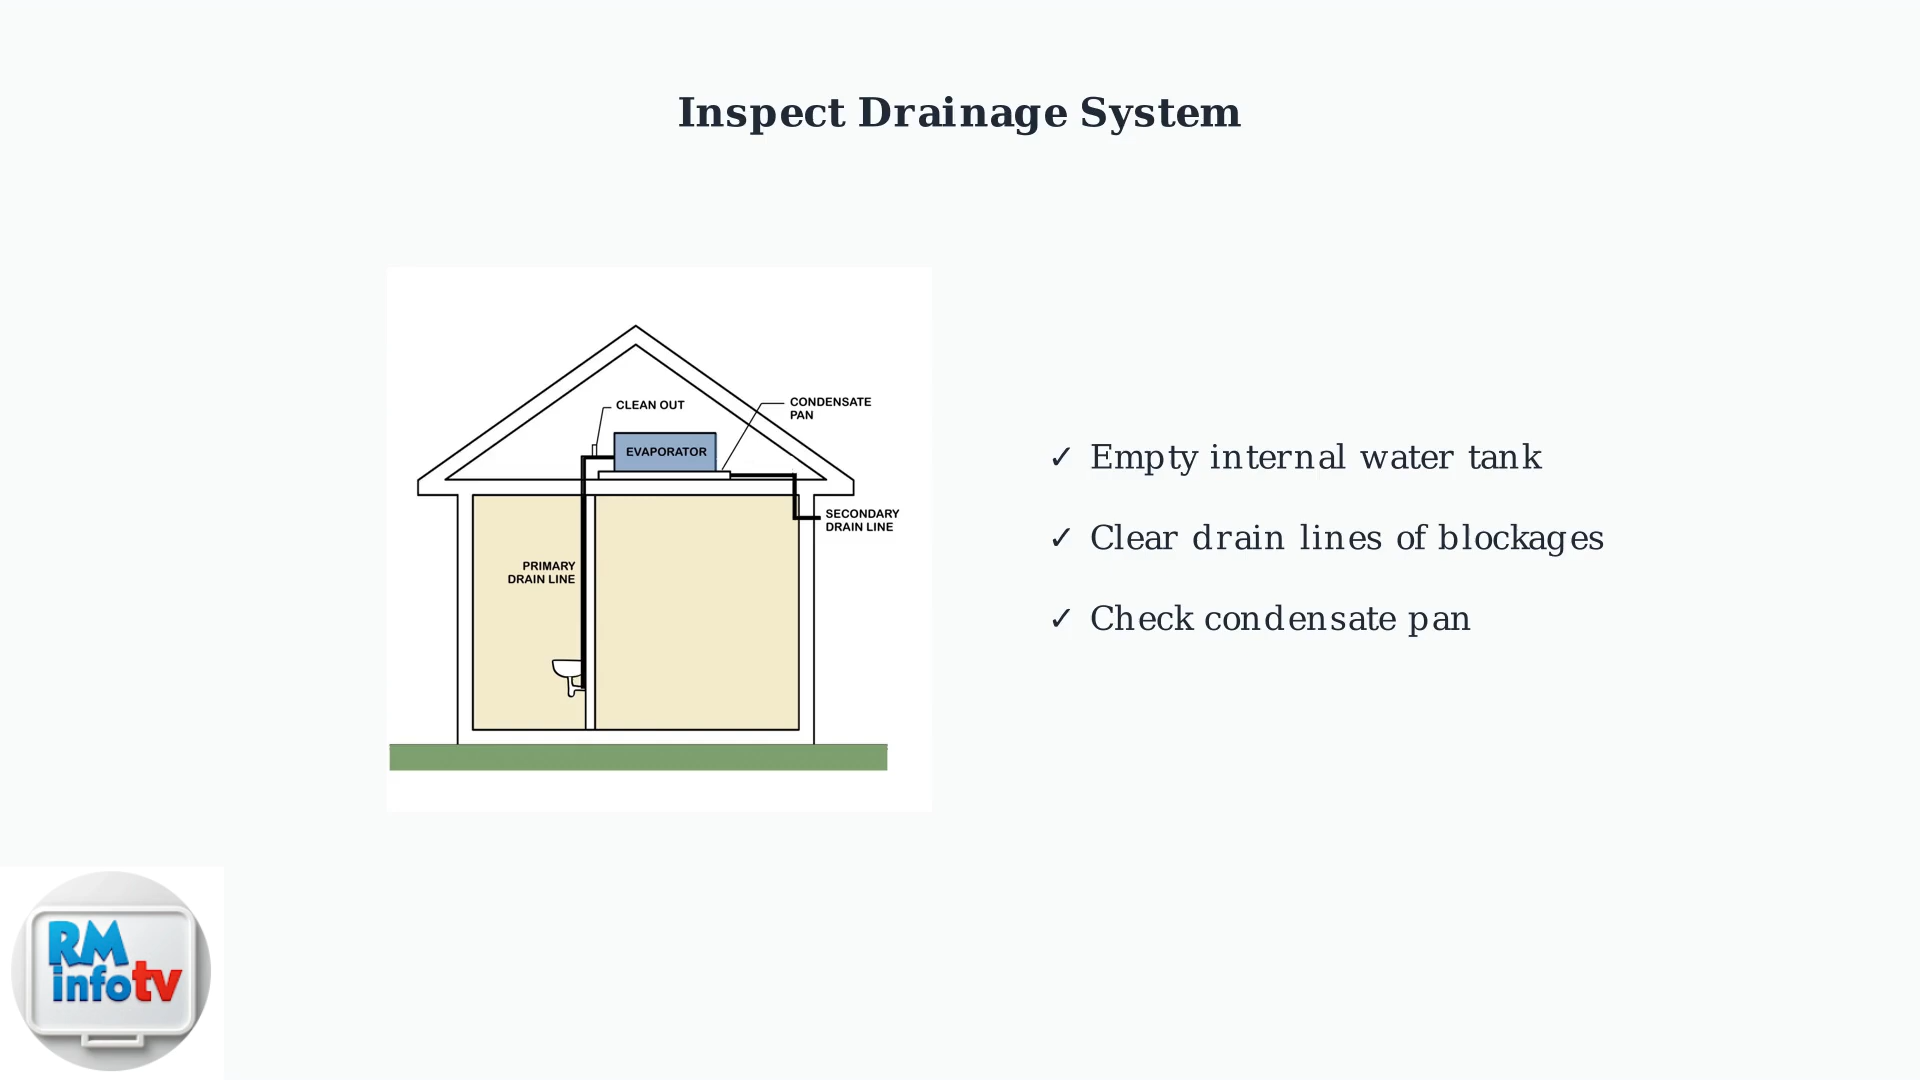 Inspect Drainage System
CLEAN OUT
CONDENSATE
PAN
EVAPORATOR
SECONDARY
DRAIN LINE
PRIMARY
DRAIN LINE
✓ Empty internal water tank
✓ Clear drain lines of blockages
✓ Check condensate pan
RM
infotv